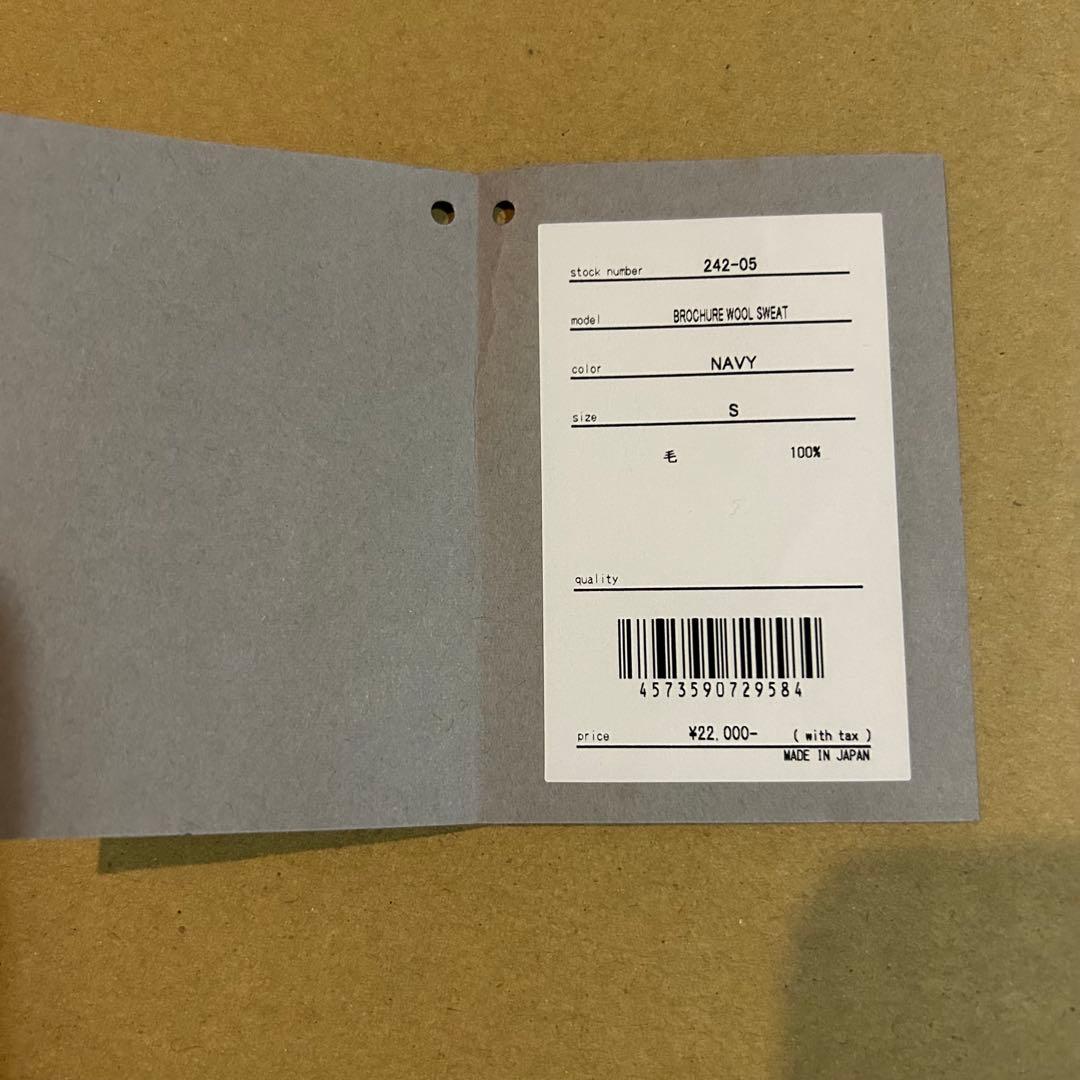 stock number 242-05
model BROCHURE WOOL SWEAT
color NAVY
size S
毛 100%
quality
4573590729584
price ¥22,000- ( with tax )
MADE IN JAPAN